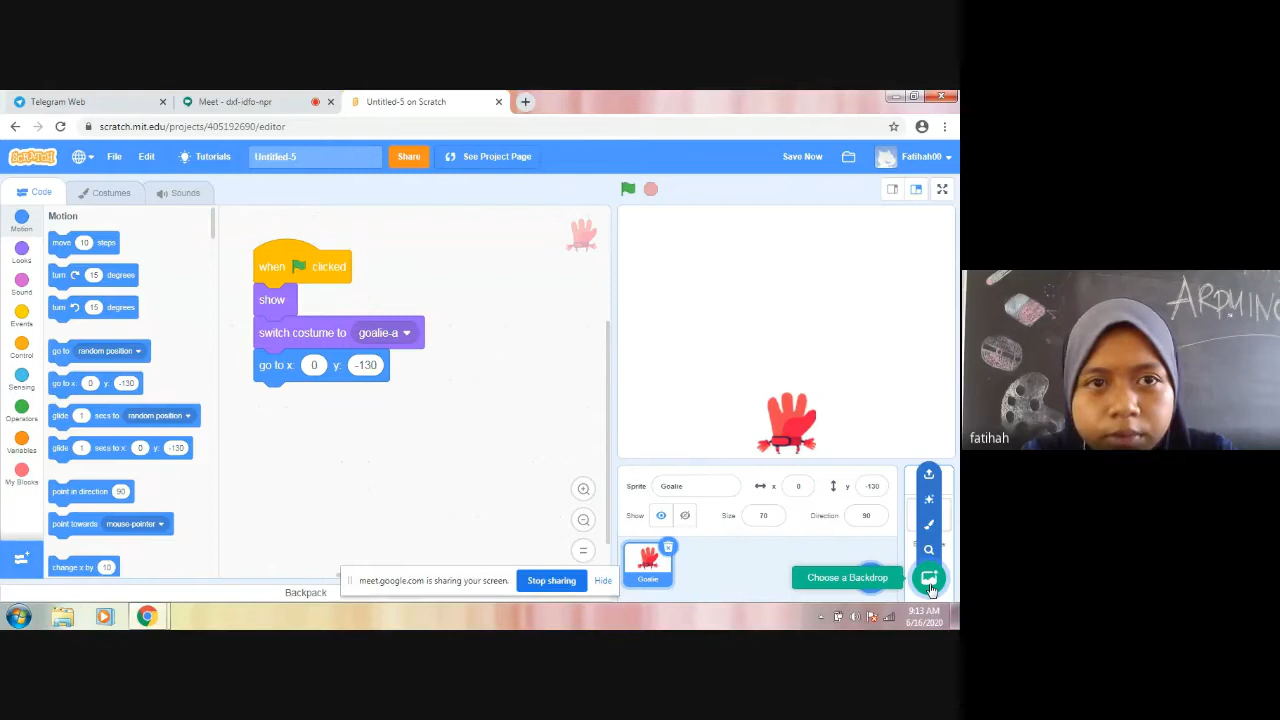 Telegram Web
Meet - dxf-idfo-npr
Untitled-5 on Scratch
scratch.mit.edu/projects/405192690/editor
SCRATCH
File
Edit
Tutorials
Untitled-5
Share
See Project Page
Save Now
Fatihah00
Code
Costumes
Sounds
Motion
Looks
Sound
Events
Control
Sensing
Operators
Variables
My Blocks
Motion
move 10 steps
turn 15 degrees
turn 15 degrees
go to random position
go to x: 0 y: -130
glide 1 secs to random position
glide 1 secs to x: 0 y: -130
point in direction 90
point towards mouse-pointer
change x by 10
when clicked
show
switch costume to goalie-a
go to x: 0 y: -130
Sprite Goalie x 0 y -130
Show Size 70 Direction 90
Goalie
Choose a Backdrop
meet.google.com is sharing your screen. Stop sharing Hide
Backpack
9:13 AM
6/16/2020
ARDUINO
fatihah